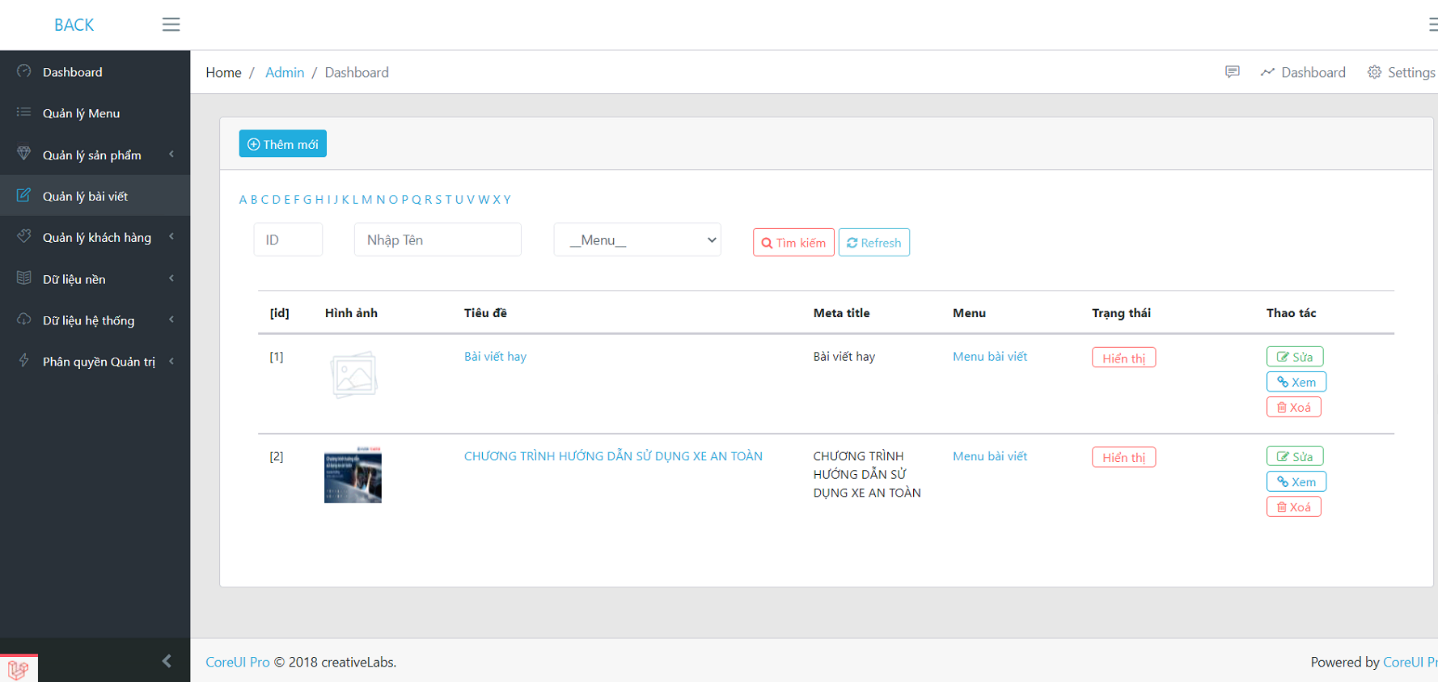 BACK
Home / Admin / Dashboard
Dashboard
Settings
Dashboard
Quản lý Menu
Quản lý sản phẩm
Quản lý bài viết
Quản lý khách hàng
Dữ liệu nền
Dữ liệu hệ thống
Phân quyền Quản trị
Thêm mới
A B C D E F G H I J K L M N O P Q R S T U V W X Y
ID
Nhập Tên
__Menu__
Tìm kiếm
Refresh
[id] Hình ảnh Tiêu đề Meta title Menu Trạng thái Thao tác
[1] Bài viết hay Bài viết hay Menu bài viết Hiển thị Sửa
Xem
Xoá
[2] CHƯƠNG TRÌNH HƯỚNG DẪN SỬ DỤNG XE AN TOÀN CHƯƠNG TRÌNH Menu bài viết Hiển thị Sửa
HƯỚNG DẪN SỬ
DỤNG XE AN TOÀN
Xem
Xoá
CoreUI Pro © 2018 creativeLabs.
Powered by CoreUI Pr